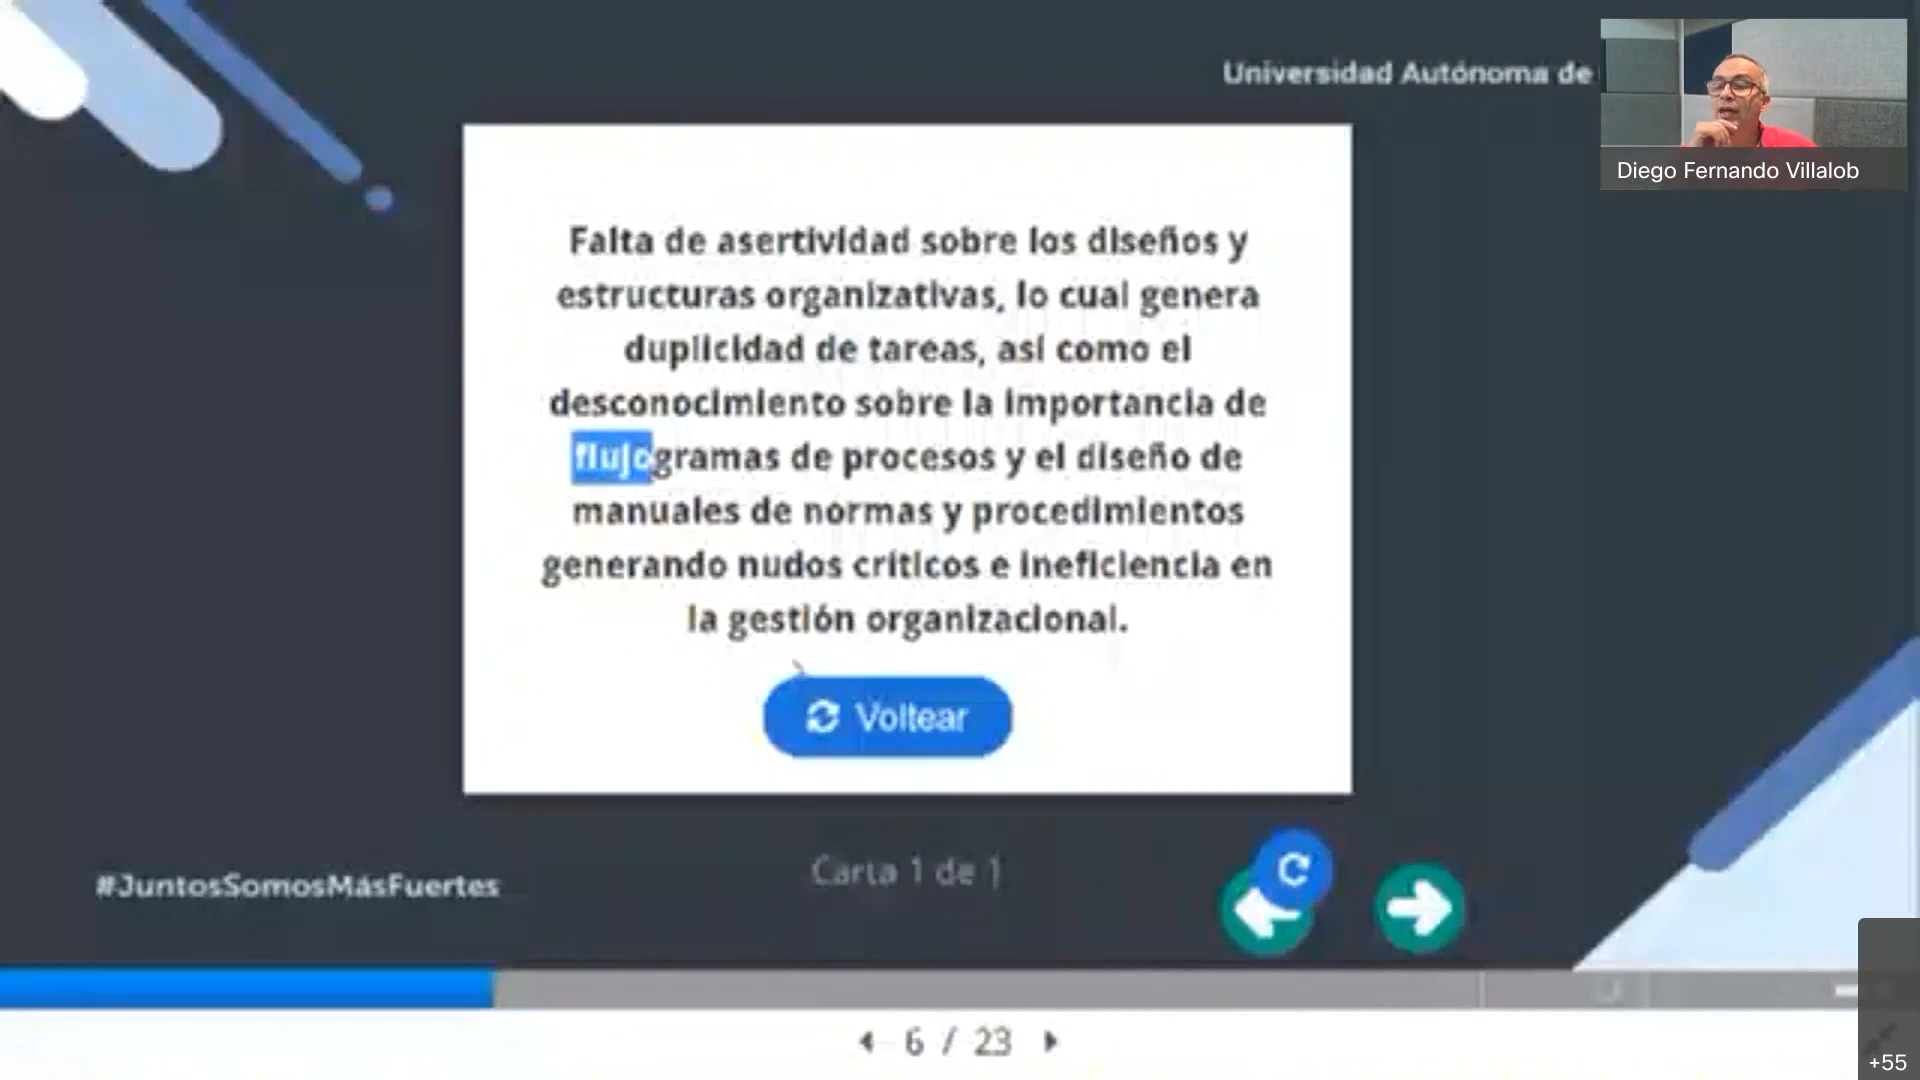 Universidad Autónoma de
Diego Fernando Villalob
Falta de asertividad sobre los diseños y
estructuras organizativas, lo cual genera
duplicidad de tareas, así como el
desconocimiento sobre la importancia de
flujogramas de procesos y el diseño de
manuales de normas y procedimientos
generando nudos críticos e ineficiencia en
la gestión organizacional.
Voltear
Carta 1 de 1
#JuntosSomosMásFuertes
6 / 23
+55